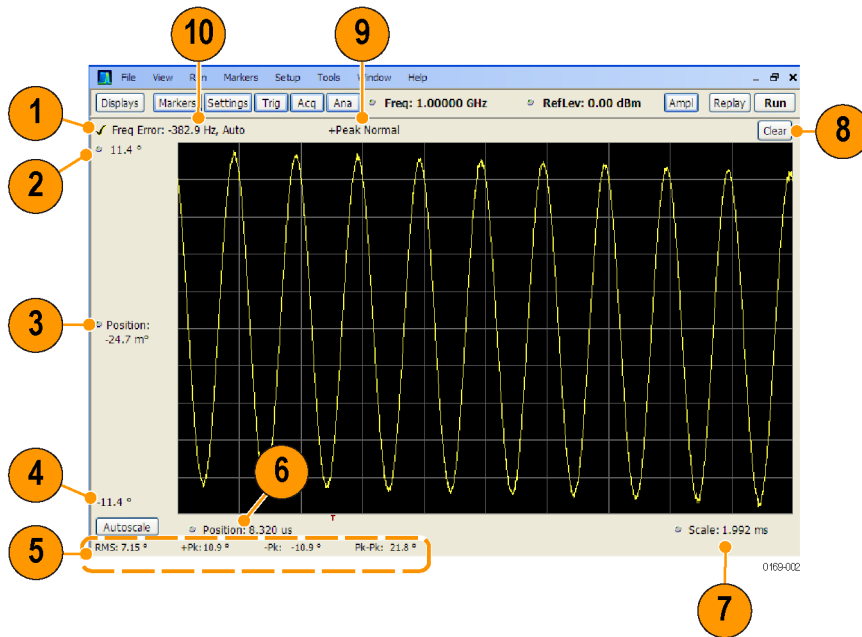 10
9
File View Run Markers Setup Tools Window Help
Displays Markers Settings Trig Acq Ana Freq: 1.00000 GHz RefLev: 0.00 dBm Ampl Replay Run
1
Freq Error: -382.9 Hz, Auto +Peak Normal Clear
8
11.4 °
2
3
Position:
-24.7 m°
6
4
-11.4 °
T
Autoscale Position: 8.320 us Scale: 1.992 ms
5
RMS: 7.15 ° +Pk: 10.9 ° -Pk: -10.9 ° Pk-Pk: 21.8 °
0169-002
7